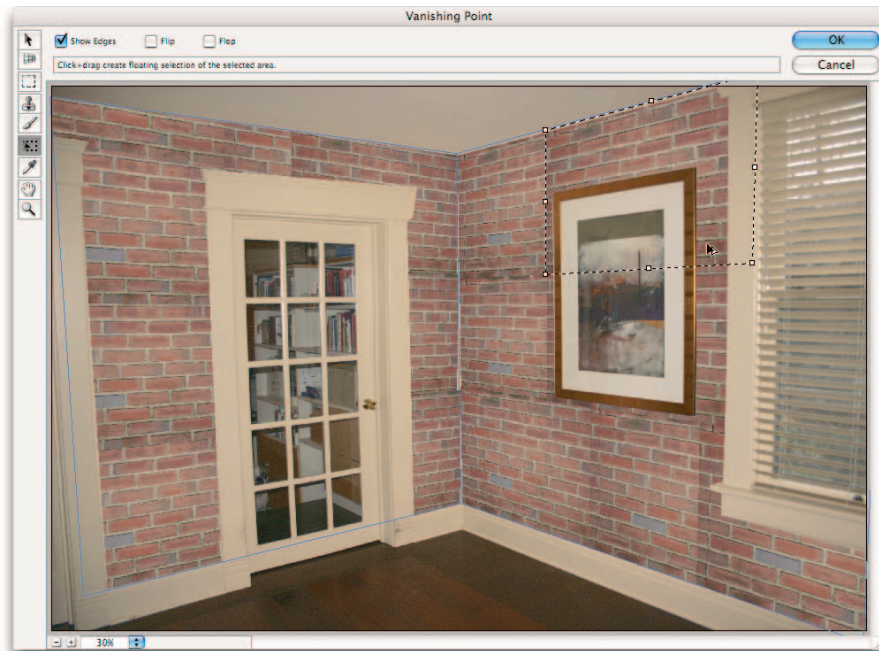 Vanishing Point
Show Edges
Flip
Flop
OK
Click+drag create floating selection of the selected area.
Cancel
30%